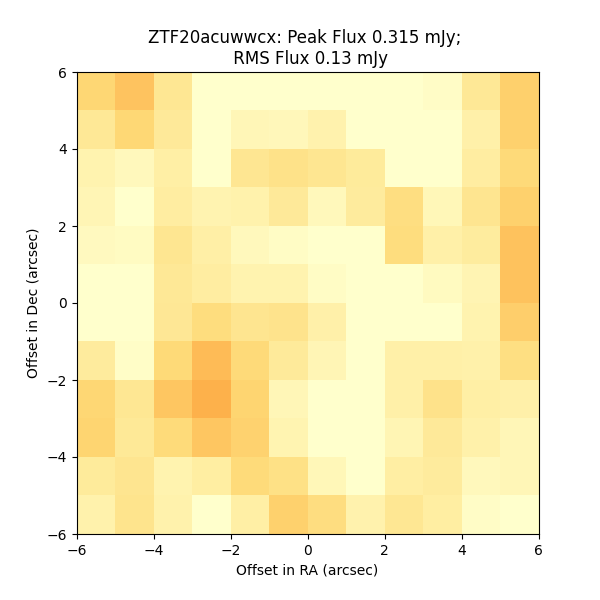 ZTF20acuwwcx: Peak Flux 0.315 mJy;
RMS Flux 0.13 mJy
6
4
2
0
−2
−4
−6
Offset in Dec (arcsec)
−6 −4 −2 0 2 4 6
Offset in RA (arcsec)